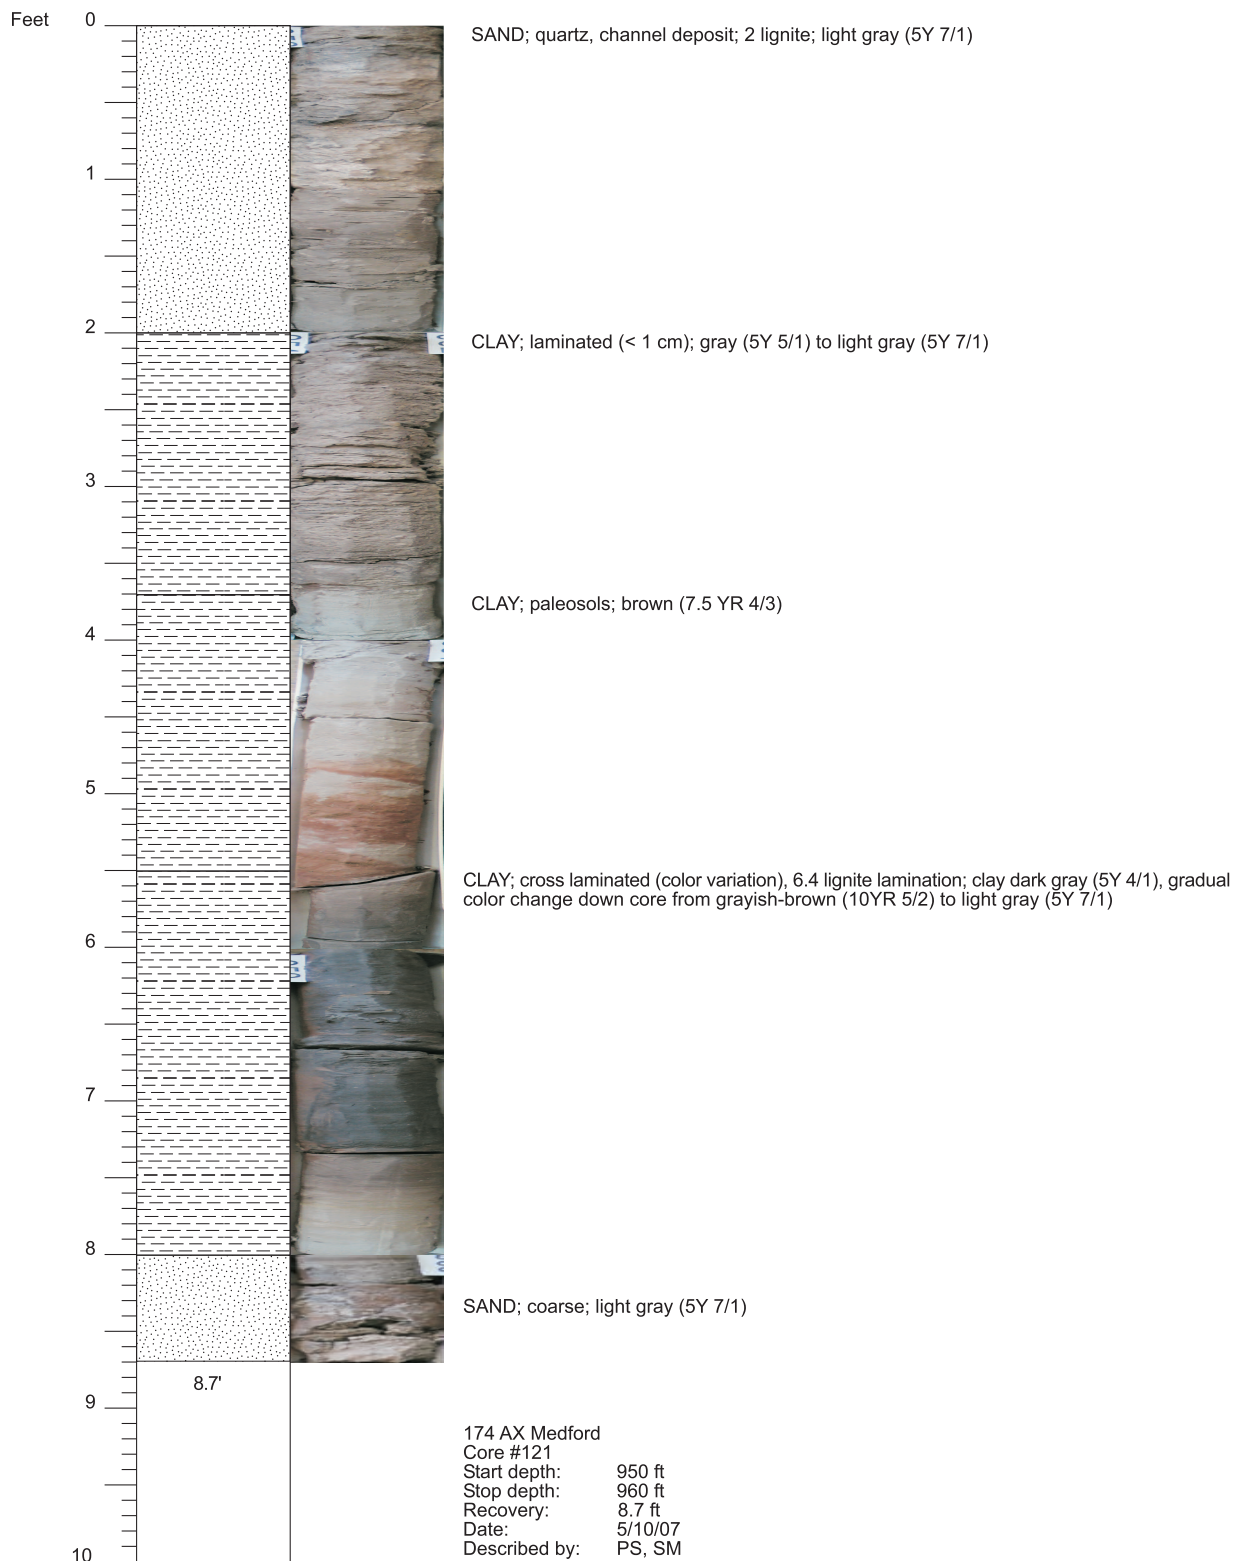 Feet
0
SAND; quartz, channel deposit; 2 lignite; light gray (5Y 7/1)
1
2
CLAY; laminated (< 1 cm); gray (5Y 5/1) to light gray (5Y 7/1)
3
CLAY; paleosols; brown (7.5 YR 4/3)
4
5
CLAY; cross laminated (color variation), 6.4 lignite lamination; clay dark gray (5Y 4/1), gradual
color change down core from grayish-brown (10YR 5/2) to light gray (5Y 7/1)
6
7
8
SAND; coarse; light gray (5Y 7/1)
8.7'
9
174 AX Medford
Core #121
Start depth: 950 ft
Stop depth: 960 ft
Recovery: 8.7 ft
Date: 5/10/07
Described by: PS, SM
10